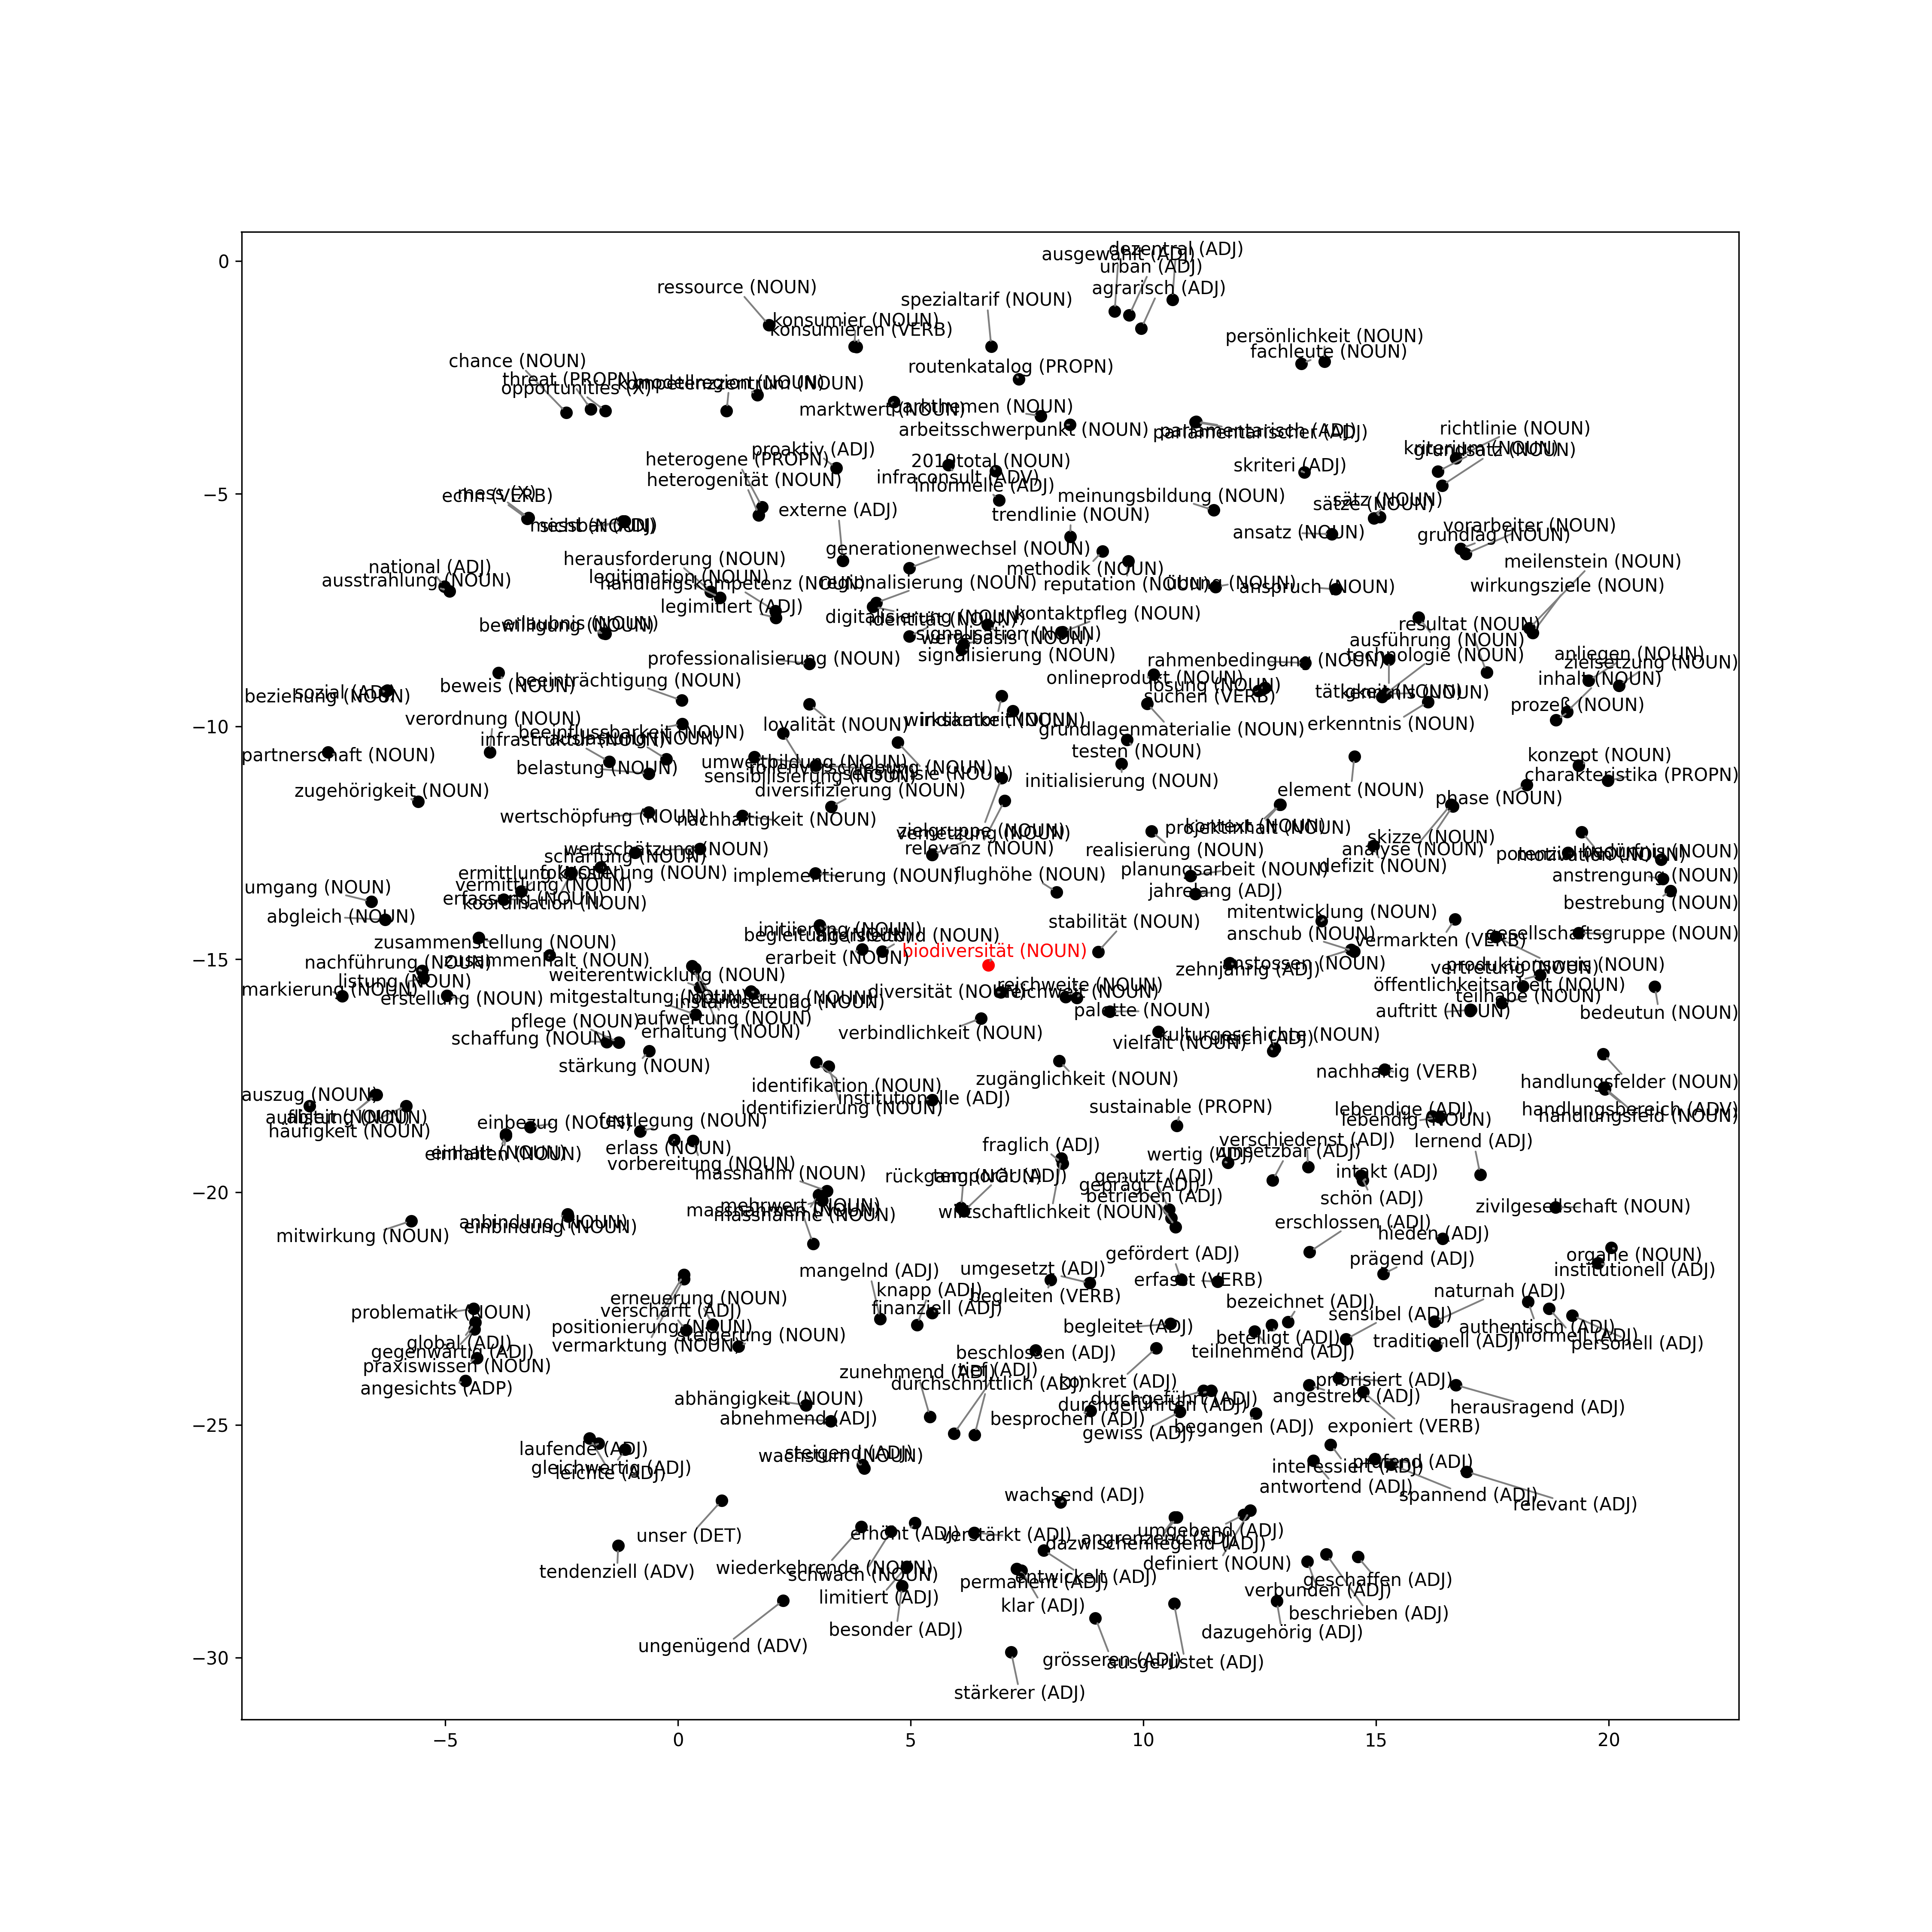 dezentral (ADJ)
ausgewählt (ADJ)
urban (ADJ)
agrarisch (ADJ)
0
ressource (NOUN)
spezialtarif (NOUN)
konsumier (NOUN)
konsumieren (VERB)
persönlichkeit (NOUN)
fachleute (NOUN)
chance (NOUN)
routenkatalog (PROPN)
threat (PROPN)
opportunities (X)
kompetenzzentrum (NOUN)
modellregion (NOUN)
marktwert (NOUN)
parkthemen (NOUN)
arbeitsschwerpunkt (NOUN)
parlamentarisch (ADJ)
parlamentarischer (ADJ)
richtlinie (NOUN)
kriterium (NOUN)
grundsatz (NOUN)
proaktiv (ADJ)
heterogene (PROPN)
2019total (NOUN)
skriteri (ADJ)
heterogenität (NOUN)
infraconsult (ADV)
informelle (ADJ)
−5
echn (VERB)
meinungsbildung (NOUN)
sätz (NOUN)
sätze (NOUN)
externe (ADJ)
trendlinie (NOUN)
ansatz (NOUN)
vorarbeiter (NOUN)
grundlag (NOUN)
generationenwechsel (NOUN)
herausforderung (NOUN)
methodik (NOUN)
meilenstein (NOUN)
national (ADJ)
ausstrahlung (NOUN)
legitimation (NOUN)
handlungskompetenz (NOUN)
regionalisierung (NOUN)
reputation (NOUN)
übung (NOUN)
anspruch (NOUN)
wirkungsziele (NOUN)
legimitiert (ADJ)
digitalisierung (NOUN)
identität (NOUN)
kontaktpfleg (NOUN)
bewilligung (NOUN)
erlaubnis (NOUN)
signalisation (NOUN)
wertebasis (NOUN)
resultat (NOUN)
ausführung (NOUN)
professionalisierung (NOUN)
signalisierung (NOUN)
rahmenbedingung (NOUN)
technologie (NOUN)
anliegen (NOUN)
zielsetzung (NOUN)
beweis (NOUN)
beeinträchtigung (NOUN)
onlineprodukt (NOUN)
lösung (NOUN)
suchen (VERB)
tätigkeit (NOUN)
kenntnis (NOUN)
inhalt (NOUN)
beziehung (NOUN)
sozial (ADJ)
prozeß (NOUN)
verordnung (NOUN)
loyalität (NOUN)
wirksamkeit (NOUN)
indikator (NOUN)
grundlagenmaterialie (NOUN)
erkenntnis (NOUN)
−10
beeinflussbarkeit (NOUN)
infrastruktur (NOUN)
auslastung (NOUN)
partnerschaft (NOUN)
belastung (NOUN)
umweltbildung (NOUN)
sensibilisierung (NOUN)
testen (NOUN)
konzept (NOUN)
initialisierung (NOUN)
charakteristika (PROPN)
zugehörigkeit (NOUN)
diversifizierung (NOUN)
element (NOUN)
phase (NOUN)
wertschöpfung (NOUN)
nachhaltigkeit (NOUN)
zielgruppe (NOUN)
vernetzung (NOUN)
relevanz (NOUN)
kontext (NOUN)
projektinhalt (NOUN)
skizze (NOUN)
analyse (NOUN)
wertschätzung (NOUN)
schärfung (NOUN)
realisierung (NOUN)
potenzial (NOUN)
motivation (NOUN)
bedürfnis (NOUN)
ermittlung (NOUN)
fokussierung (NOUN)
implementierung (NOUN)
flughöhe (NOUN)
planungsarbeit (NOUN)
defizit (NOUN)
anstrengung (NOUN)
umgang (NOUN)
vermittlung (NOUN)
jahrelang (ADJ)
erfassung (NOUN)
koordination (NOUN)
bestrebung (NOUN)
abgleich (NOUN)
stabilität (NOUN)
mitentwicklung (NOUN)
initiierung (NOUN)
begleitung (NOUN)
anschub (NOUN)
vermarkten (VERB)
gesellschaftsgruppe (NOUN)
zusammenstellung (NOUN)
erarbeit (NOUN)
biodiversität (NOUN)
−15
nachführung (NOUN)
zusammenhalt (NOUN)
zehnjährig (ADJ)
anstossen (NOUN)
vertretung (NOUN)
produktionsweis (NOUN)
listung (NOUN)
weiterentwicklung (NOUN)
markierung (NOUN)
erstellung (NOUN)
mitgestaltung (NOUN)
instandsetzung (NOUN)
diversität (NOUN)
reichweite (NOUN)
öffentlichkeitsarbeit (NOUN)
teilhabe (NOUN)
pflege (NOUN)
aufwertung (NOUN)
palette (NOUN)
auftritt (NOUN)
bedeutun (NOUN)
schaffung (NOUN)
erhaltung (NOUN)
verbindlichkeit (NOUN)
vielfalt (NOUN)
kulturgeschichte (NOUN)
reich (ADJ)
stärkung (NOUN)
identifikation (NOUN)
zugänglichkeit (NOUN)
nachhaltig (VERB)
handlungsfelder (NOUN)
auszug (NOUN)
institutionelle (ADJ)
identifizierung (NOUN)
sustainable (PROPN)
lebendige (ADJ)
lebendig (NOUN)
handlungsbereich (ADV)
handlungsfeld (NOUN)
häufigkeit (NOUN)
einbezug (NOUN)
festlegung (NOUN)
einhalt (NOUN)
einhalten (NOUN)
erlass (NOUN)
vorbereitung (NOUN)
fraglich (ADJ)
wertig (ADJ)
verschiedenst (ADJ)
umsetzbar (ADJ)
lernend (ADJ)
massnahm (NOUN)
rückgang (NOUN)
temporär (ADJ)
genutzt (ADJ)
geprägt (ADJ)
betrieben (ADJ)
intakt (ADJ)
schön (ADJ)
−20
mehrwert (NOUN)
massnahmen (NOUN)
massnahme (NOUN)
wirtschaftlichkeit (NOUN)
zivilgesellschaft (NOUN)
mitwirkung (NOUN)
anbindung (NOUN)
einbindung (NOUN)
erschlossen (ADJ)
hieden (ADJ)
gefördert (ADJ)
prägend (ADJ)
organe (NOUN)
institutionell (ADJ)
mangelnd (ADJ)
umgesetzt (ADJ)
erfasst (VERB)
knapp (ADJ)
finanziell (ADJ)
begleiten (VERB)
naturnah (ADJ)
problematik (NOUN)
erneuerung (NOUN)
verschärft (ADJ)
bezeichnet (ADJ)
sensibel (ADJ)
global (ADJ)
gegenwärtig (ADJ)
positionierung (NOUN)
steigerung (NOUN)
vermarktung (NOUN)
begleitet (ADJ)
beteiligt (ADJ)
teilnehmend (ADJ)
traditionell (ADJ)
authentisch (ADJ)
informell (ADJ)
personell (ADJ)
praxiswissen (NOUN)
beschlossen (ADJ)
angesichts (ADP)
zunehmend (ADJ)
tief (ADJ)
durchschnittlich (ADJ)
konkret (ADJ)
priorisiert (ADJ)
abhängigkeit (NOUN)
durchgeführt (ADJ)
durchgeführten (ADJ)
angestrebt (ADJ)
herausragend (ADJ)
abnehmend (ADJ)
−25
besprochen (ADJ)
gewiss (ADJ)
begangen (ADJ)
exponiert (VERB)
laufende (ADJ)
gleichwertig (ADJ)
leichte (ADJ)
steigend (ADJ)
wachstum (NOUN)
interessiert (ADJ)
prüfend (ADJ)
antwortend (ADJ)
wachsend (ADJ)
spannend (ADJ)
relevant (ADJ)
unser (DET)
erhöht (ADJ)
verstärkt (ADJ)
angrenzend (ADJ)
umgebend (ADJ)
dazwischenliegend (ADJ)
tendenziell (ADV)
wiederkehrende (NOUN)
schwach (NOUN)
definiert (NOUN)
permanent (ADJ)
entwickelt (ADJ)
geschaffen (ADJ)
limitiert (ADJ)
klar (ADJ)
verbunden (ADJ)
beschrieben (ADJ)
besonder (ADJ)
dazugehörig (ADJ)
ungenügend (ADV)
−30
grösseren (ADJ)
ausgerüstet (ADJ)
stärkerer (ADJ)
−5
0
5
10
15
20